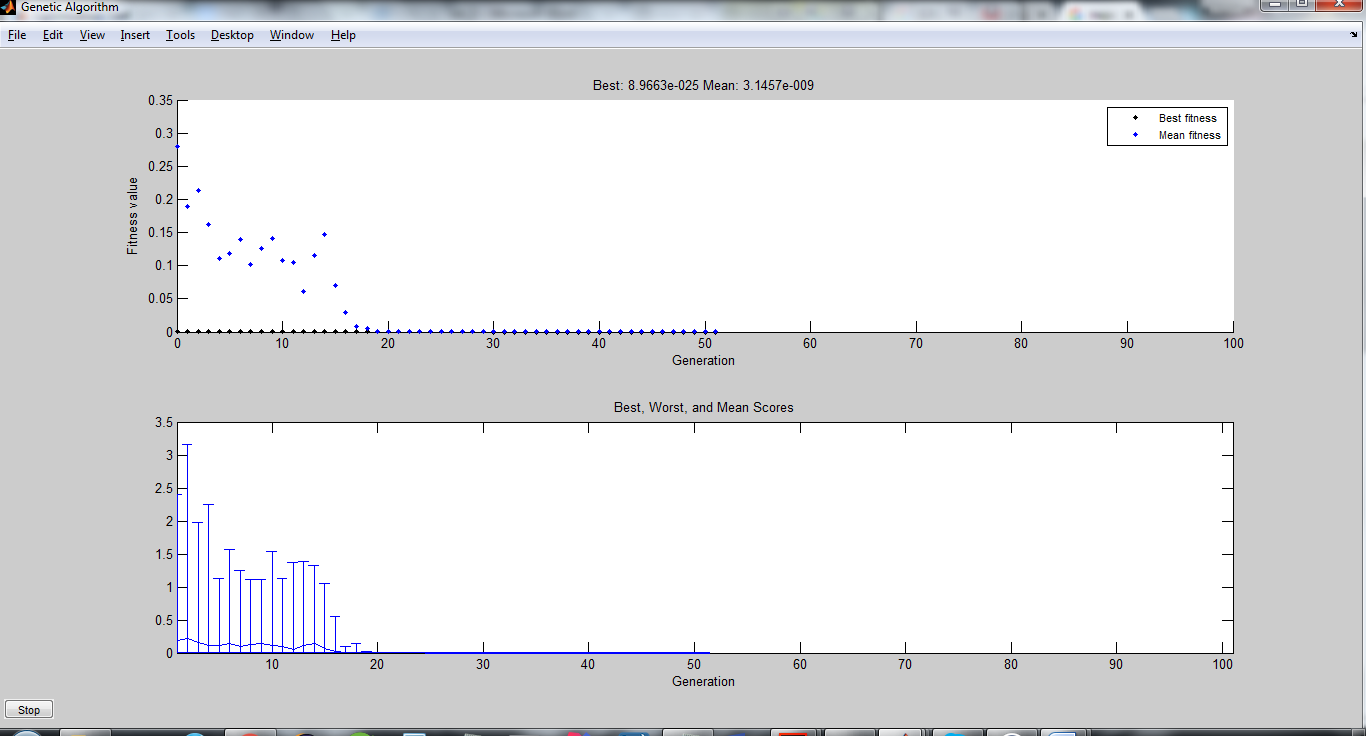 Genetic Algorithm
File Edit View Insert Tools Desktop Window Help
Best: 8.9663e-025 Mean: 3.1457e-009
0.35
0.3
0.25
0.2
0.15
0.1
0.05
0
Fitness value
Best fitness
Mean fitness
0 10 20 30 40 50 60 70 80 90 100
Generation
Best, Worst, and Mean Scores
3.5
3
2.5
2
1.5
1
0.5
0
10 20 30 40 50 60 70 80 90 100
Generation
Stop